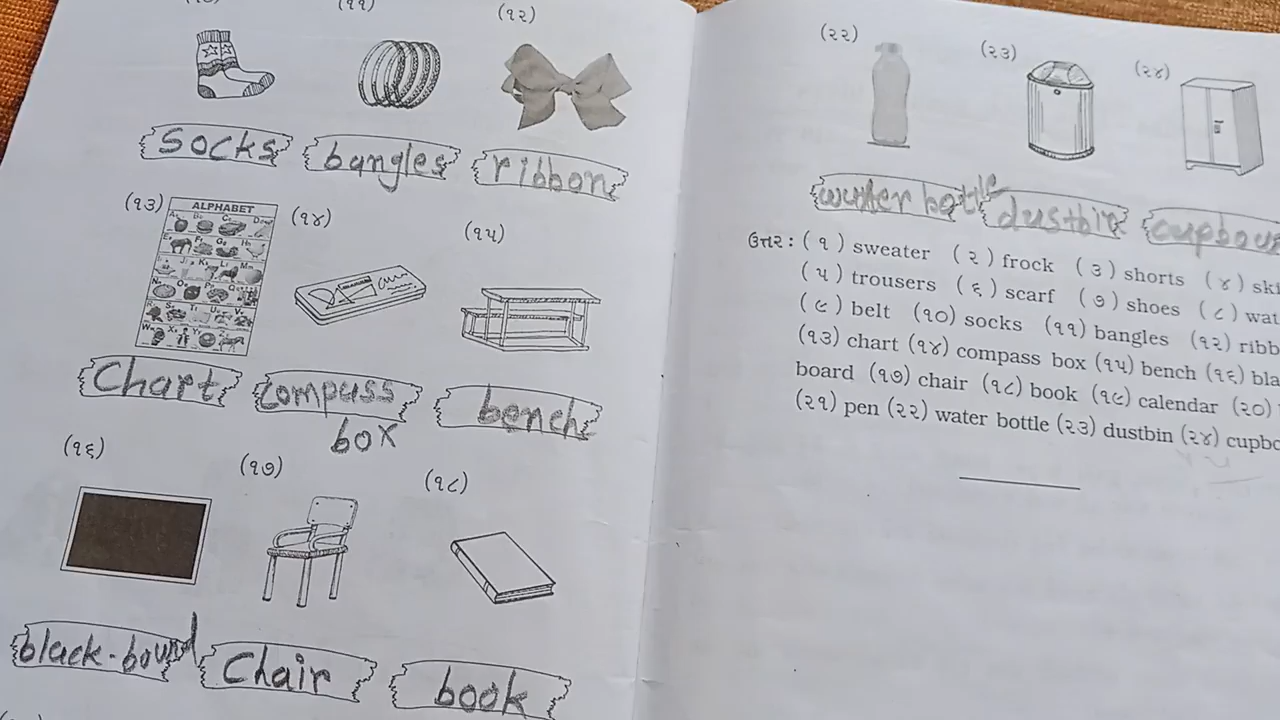 (૧૨)
socks bangles ribbon
(૧૩) (૧૪) (૧૫)
ALPHABET
Chart compass bench
box
(૧૬) (૧૭) (૧૮)
black-bourd Chair book
(૨૨) (૨૩) (૨૪)
water bottle dustbin
ઉત્તર : (૧) sweater (૨) frock (૩) shorts (૪)
(૫) trousers (૬) scarf (૭) shoes (૮)
(૯) belt (૧૦) socks (૧૧) bangles (૧૨)
(૧૩) chart (૧૪) compass box (૧૫) bench (૧૬)
board (૧૭) chair (૧૮) book (૧૯) calendar (૨૦)
(૨૧) pen (૨૨) water bottle (૨૩) dustbin (૨૪)